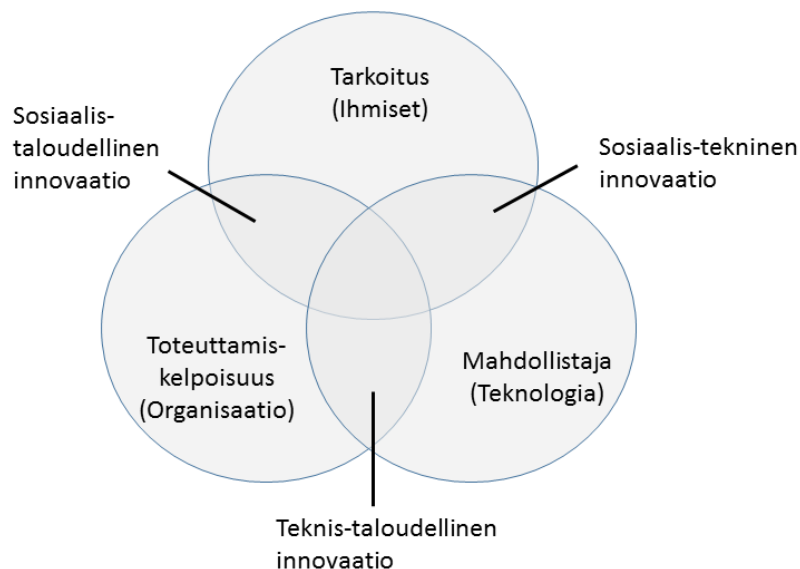 Tarkoitus
(Ihmiset)
Sosiaalis-
taloudellinen
innovaatio
Sosiaalis-tekninen
innovaatio
Toteuttamis-
kelpoisuus
(Organisaatio)
Mahdollistaja
(Teknologia)
Teknis-taloudellinen
innovaatio